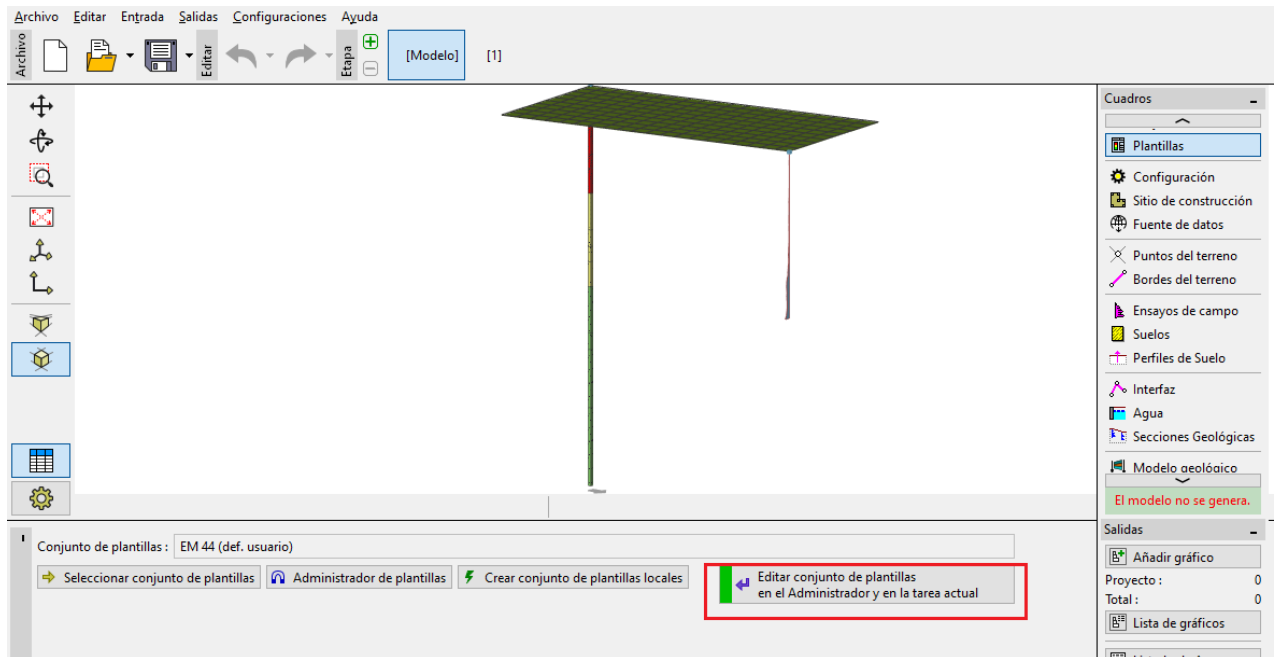 Archivo Editar Entrada Salidas Configuraciones Ayuda
Archivo
Editar
Etapa
[Modelo] [1]
Cuadros
Plantillas
Configuración
Sitio de construcción
Fuente de datos
Puntos del terreno
Bordes del terreno
Ensayos de campo
Suelos
Perfiles de Suelo
Interfaz
Agua
Secciones Geológicas
Modelo geológico
El modelo no se genera.
Conjunto de plantillas : EM 44 (def. usuario)
Seleccionar conjunto de plantillas Administrador de plantillas Crear conjunto de plantillas locales
Editar conjunto de plantillas
en el Administrador y en la tarea actual
Salidas
Añadir gráfico
Proyecto : 0
Total : 0
Lista de gráficos